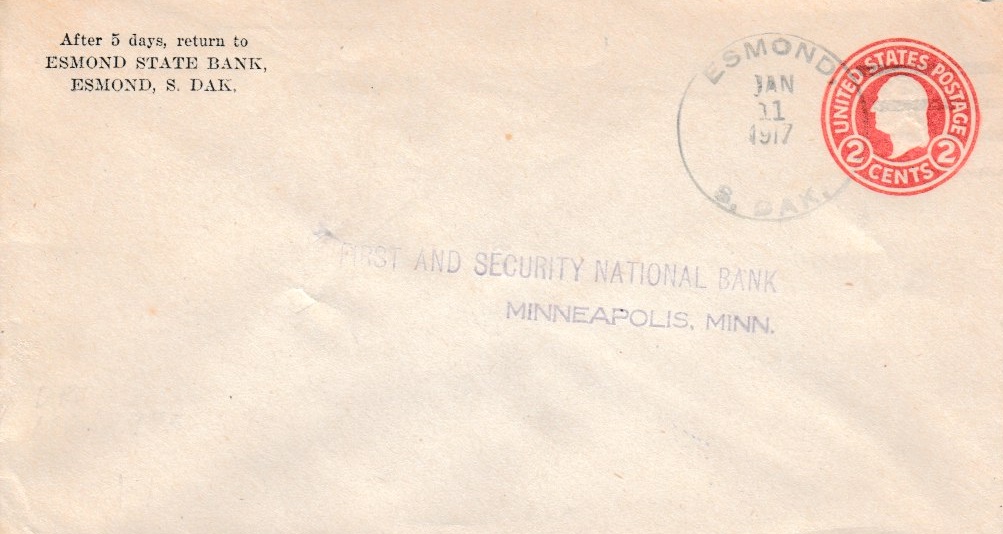 After 5 days, return to
ESMOND STATE BANK,
ESMOND, S. DAK.
ESMOND
JAN
11
1917
S. DAK.
UNITED STATES POSTAGE
2 CENTS 2
FIRST AND SECURITY NATIONAL BANK
MINNEAPOLIS, MINN.